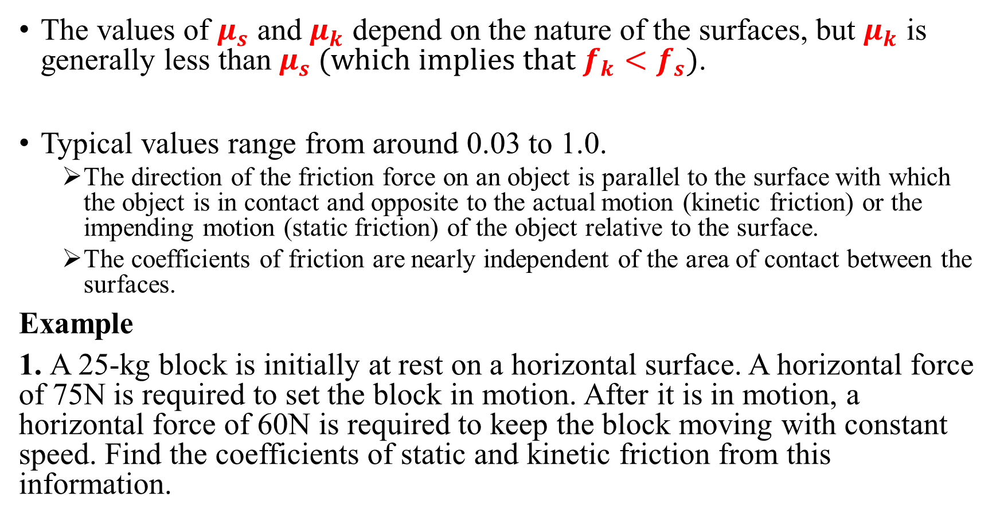 • The values of μs and μk depend on the nature of the surfaces, but μk is
generally less than μs (which implies that fk < fs).
• Typical values range from around 0.03 to 1.0.
➢The direction of the friction force on an object is parallel to the surface with which
the object is in contact and opposite to the actual motion (kinetic friction) or the
impending motion (static friction) of the object relative to the surface.
➢The coefficients of friction are nearly independent of the area of contact between the
surfaces.
Example
1. A 25-kg block is initially at rest on a horizontal surface. A horizontal force
of 75N is required to set the block in motion. After it is in motion, a
horizontal force of 60N is required to keep the block moving with constant
speed. Find the coefficients of static and kinetic friction from this
information.